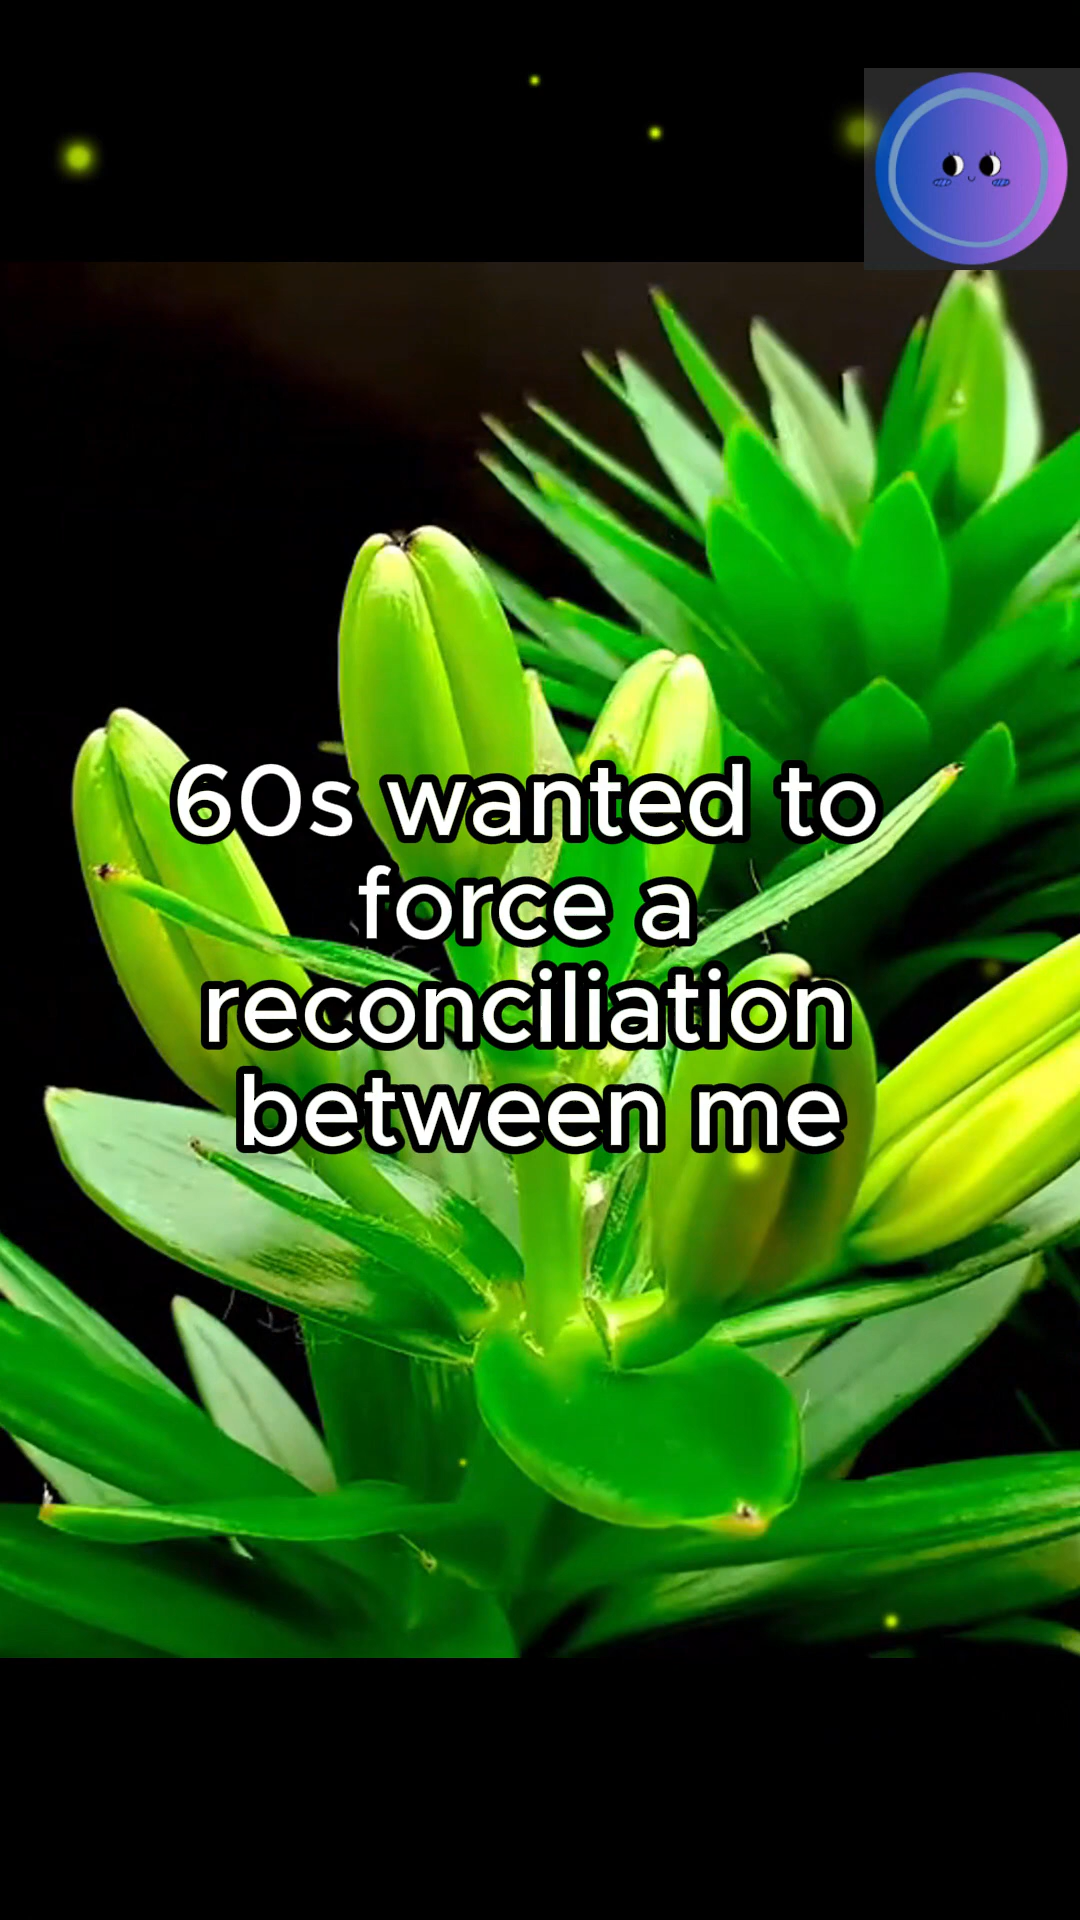 60s wanted to
force a
reconciliation
between me